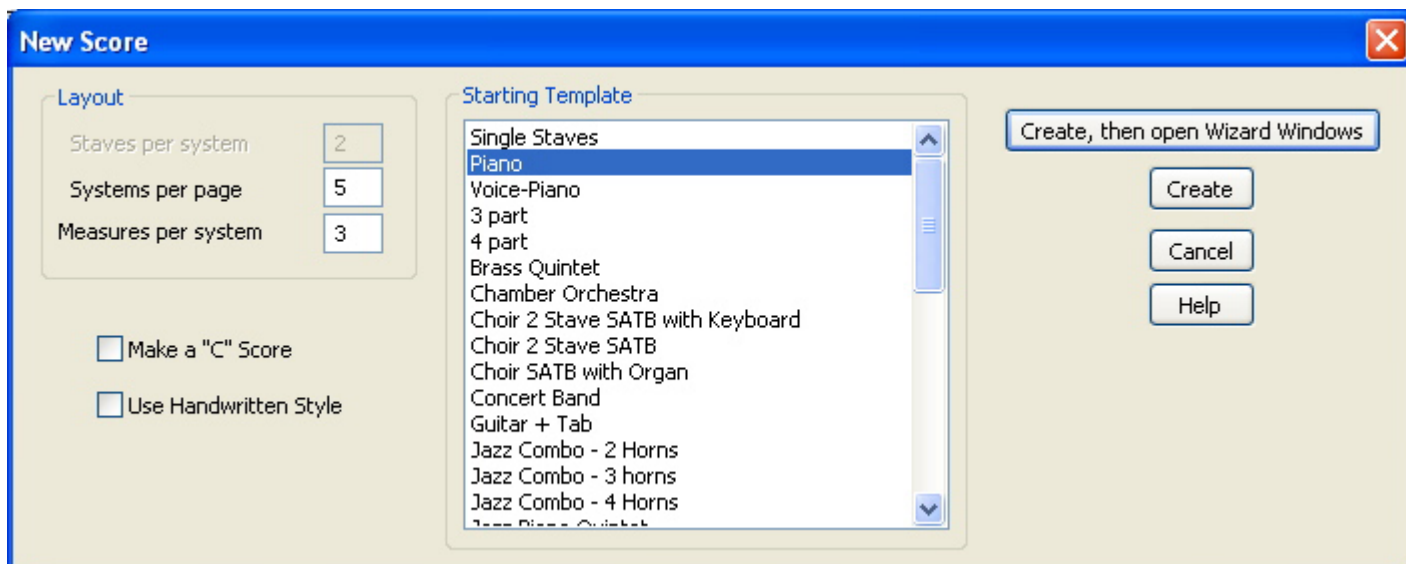 New Score
Layout
Staves per system 2
Systems per page 5
Measures per system 3
Make a "C" Score
Use Handwritten Style
Starting Template
Single Staves
Piano
Voice-Piano
3 part
4 part
Brass Quintet
Chamber Orchestra
Choir 2 Stave SATB with Keyboard
Choir 2 Stave SATB
Choir SATB with Organ
Concert Band
Guitar + Tab
Jazz Combo - 2 Horns
Jazz Combo - 3 horns
Jazz Combo - 4 Horns
Jazz Piano Quintet
Create, then open Wizard Windows
Create
Cancel
Help